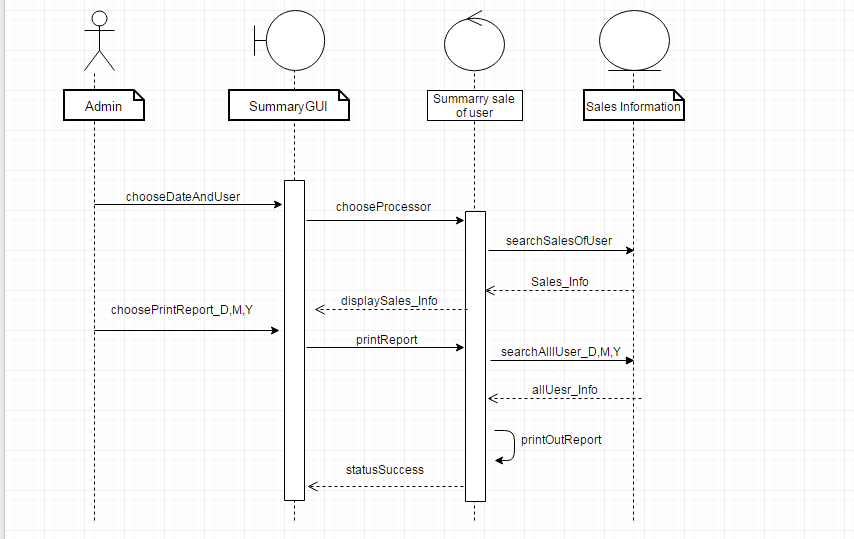 Admin
SummaryGUI
Summarry sale
of user
Sales Information
chooseDateAndUser
chooseProcessor
searchSalesOfUser
Sales_Info
displaySales_Info
choosePrintReport_D,M,Y
printReport
searchAlllUser_D,M,Y
allUesr_Info
printOutReport
statusSuccess